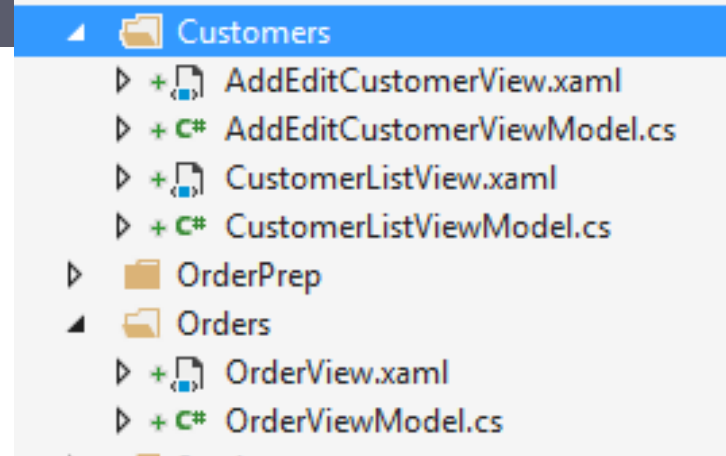 Customers
+ AddEditCustomerView.xaml
+ C# AddEditCustomerViewModel.cs
+ CustomerListView.xaml
+ C# CustomerListViewModel.cs
OrderPrep
Orders
+ OrderView.xaml
+ C# OrderViewModel.cs